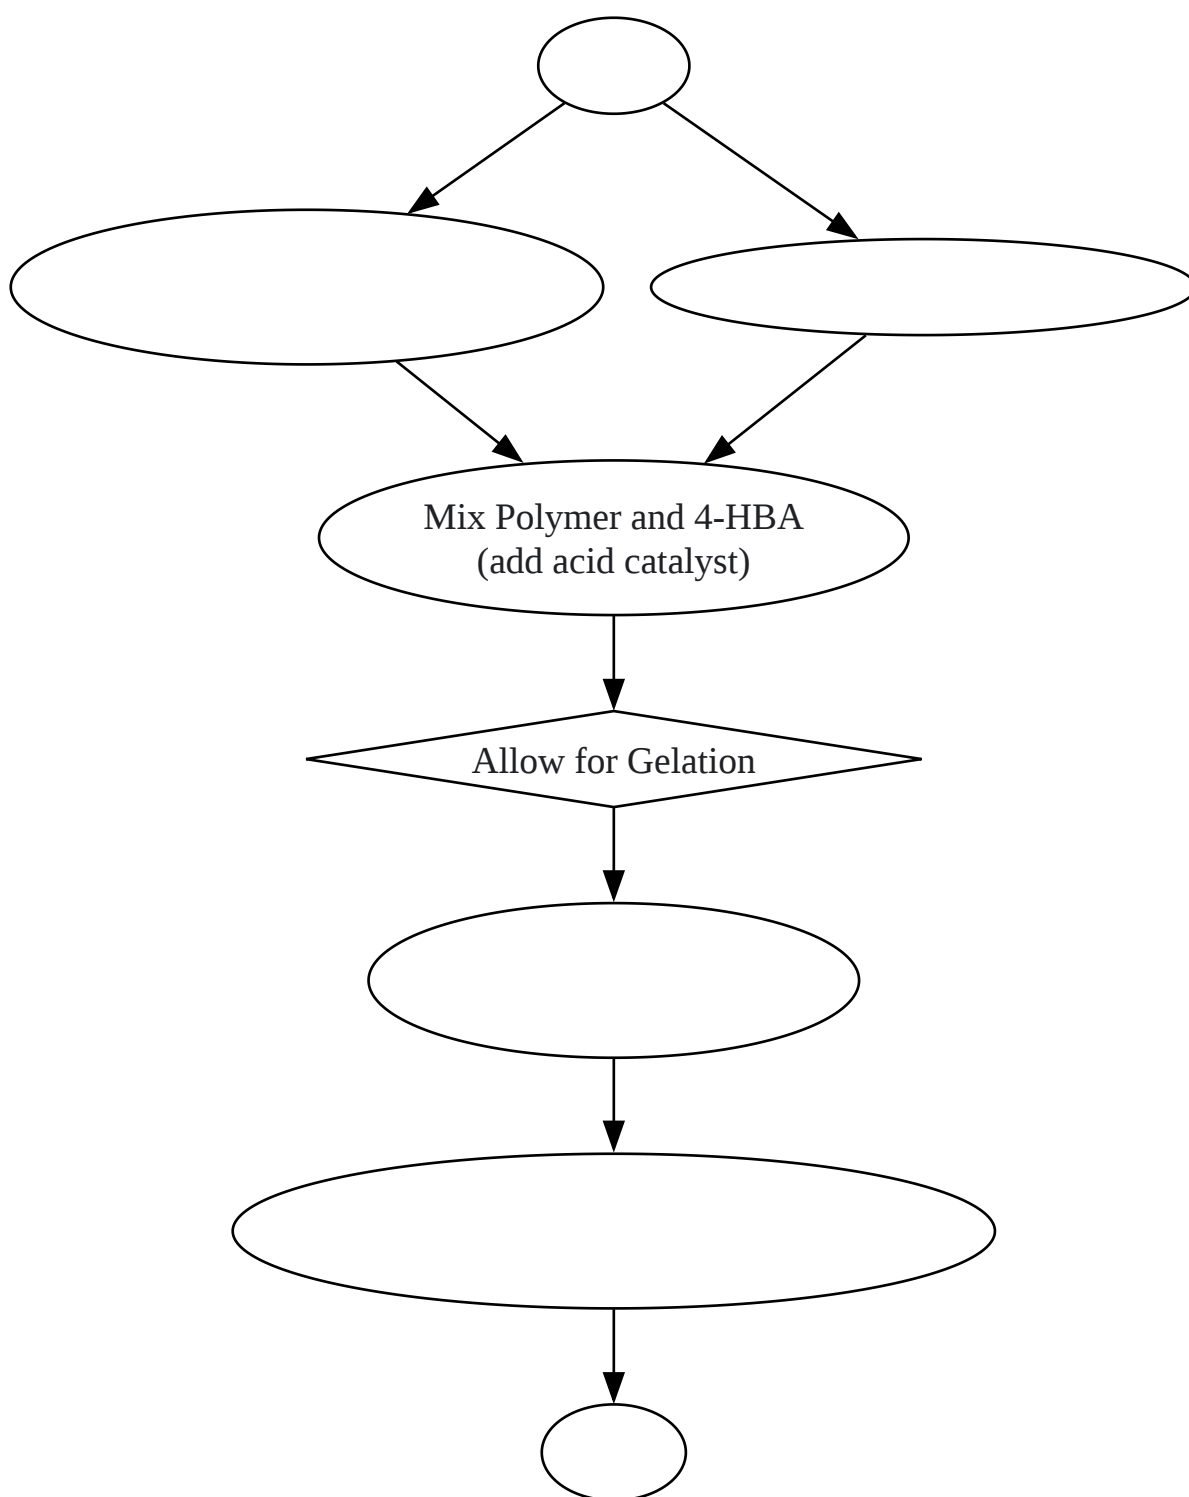 Mix Polymer and 4-HBA
(add acid catalyst)
Allow for Gelation